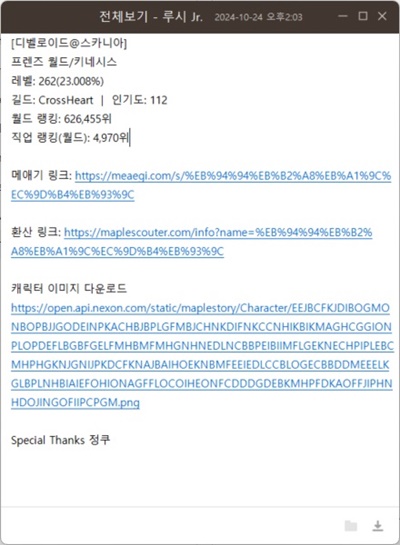 전체보기 - 루시 Jr. 2024-10-24 오후2:03
[디벨로이드@스카니아]
프렌즈 월드/키네시스
레벨: 262(23.008%)
길드: CrossHeart | 인기도: 112
월드 랭킹: 626,455위
직업 랭킹(월드): 4,970위
메애기 링크: https://meaegi.com/s/%EB%94%94%EB%B2%A8%EB%A1%9C%
EC%9D%B4%EB%93%9C
환산 링크: https://maplescouter.com/info?name=%EB%94%94%EB%B2%
A8%EB%A1%9C%EC%9D%B4%EB%93%9C
캐릭터 이미지 다운로드
https://open.api.nexon.com/static/maplestory/Character/EEJBCFKJDIBOGMO
NBOPBJJGODEINPKACHBJBPLGFMBJCHNKDIFNKCCNHIKBIKMAGHCGGION
PLOPDEFLBGBFGELFMHBMFMHGNHNEDLNCBBPEIBIIMFLGEKNECHPIPLEBC
MHPHGKNJGNIJPKDCFKNAJBAIHOEKNBMFEEIEDLCCBLOGECBBDDMEEELK
GLBPLNHBIAIEFOHIONAGFFLOCOIHEONFCDDDGDEBKMHPFDKAOFFJIPHN
HDOJINGOFIIPCPGM.png
Special Thanks 정쿠